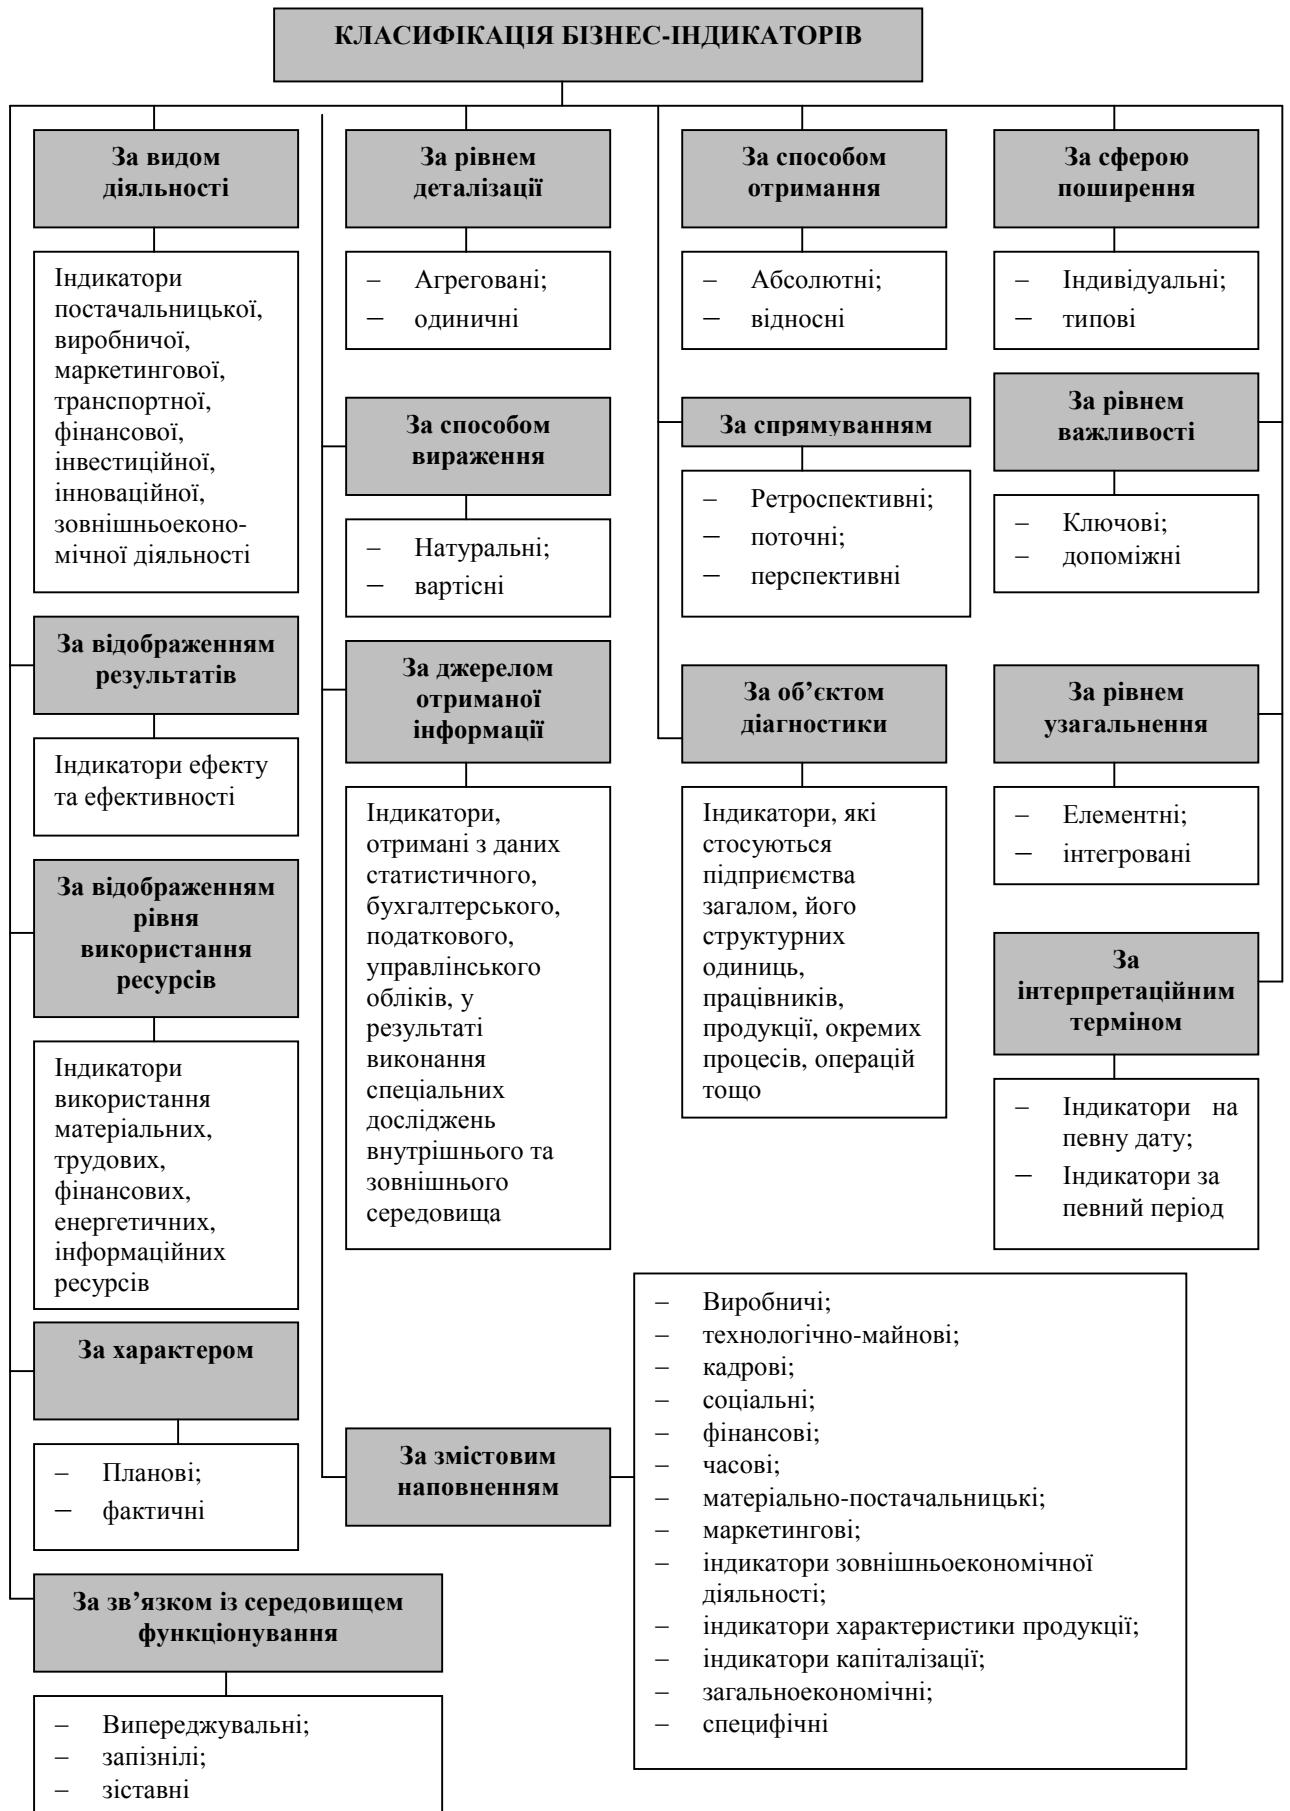 КЛАСИФІКАЦІЯ БІЗНЕС-ІНДИКАТОРІВ
За видом
діяльності
Індикатори
постачальницької,
виробничої,
маркетингової,
транспортної,
фінансової,
інвестиційної,
інноваційної,
зовнішньоеконо-
мічної діяльності
За відображенням
результатів
Індикатори ефекту
та ефективності
За відображенням
рівня
використання
ресурсів
Індикатори
використання
матеріальних,
трудових,
фінансових,
енергетичних,
інформаційних
ресурсів
За характером
– Планові;
– фактичні
За зв’язком із середовищем
функціонування
– Випереджувальні;
– запізнілі;
– зіставні
За рівнем
деталізації
– Агреговані;
– одиничні
За способом
вираження
– Натуральні;
– вартісні
За джерелом
отриманої
інформації
Індикатори,
отримані з даних
статистичного,
бухгалтерського,
податкового,
управлінського
обліків, у
результаті
виконання
спеціальних
досліджень
внутрішнього та
зовнішнього
середовища
За змістовим
наповненням
– Виробничі;
– технологічно-майнові;
– кадрові;
– соціальні;
– фінансові;
– часові;
– матеріально-постачальницькі;
– маркетингові;
– індикатори зовнішньоекономічної
діяльності;
– індикатори характеристики продукції;
– індикатори капіталізації;
– загальноекономічні;
– специфічні
За способом
отримання
– Абсолютні;
– відносні
За спрямуванням
– Ретроспективні;
– поточні;
– перспективні
За об’єктом
діагностики
Індикатори, які
стосуються
підприємства
загалом, його
структурних
одиниць,
працівників,
продукції, окремих
процесів, операцій
тощо
За сферою
поширення
– Індивідуальні;
– типові
За рівнем
важливості
– Ключові;
– допоміжні
За рівнем
узагальнення
– Елементні;
– інтегровані
За
інтерпретаційним
терміном
– Індикатори на
певну дату;
– Індикатори за
певний період